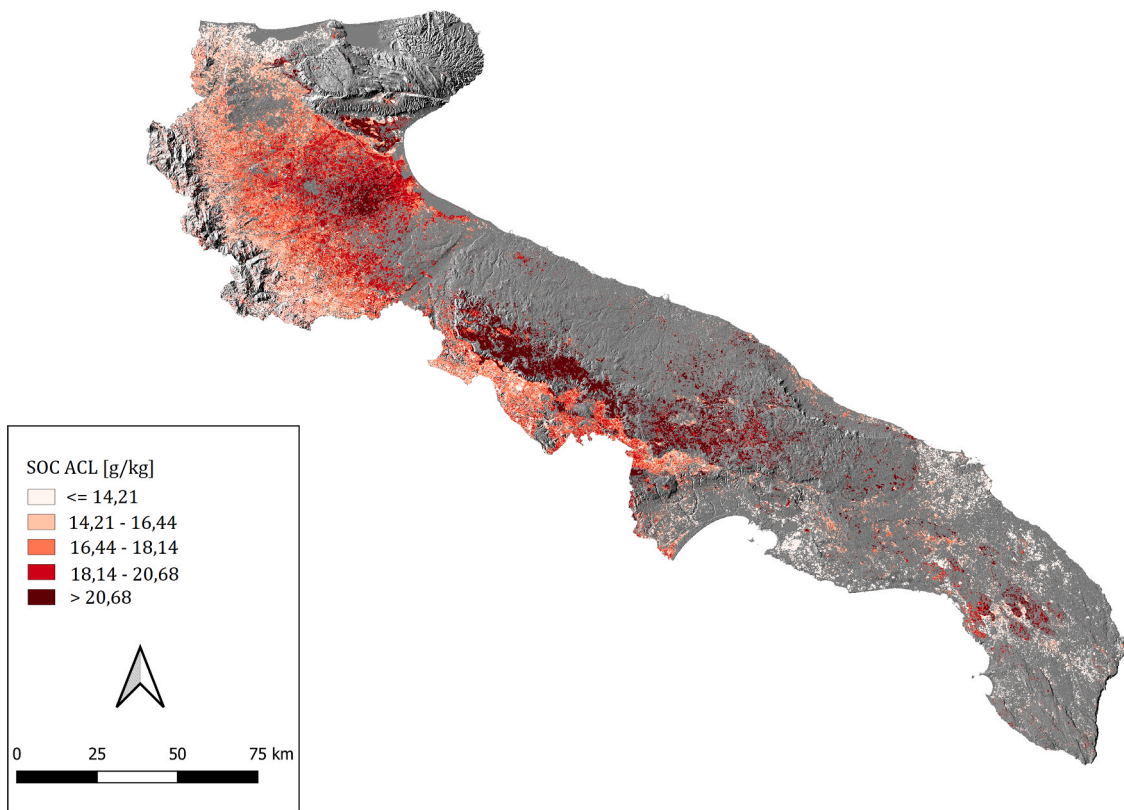 SOC ACL [g/kg]
<= 14,21
14,21 - 16,44
16,44 - 18,14
18,14 - 20,68
> 20,68
0 25 50 75 km